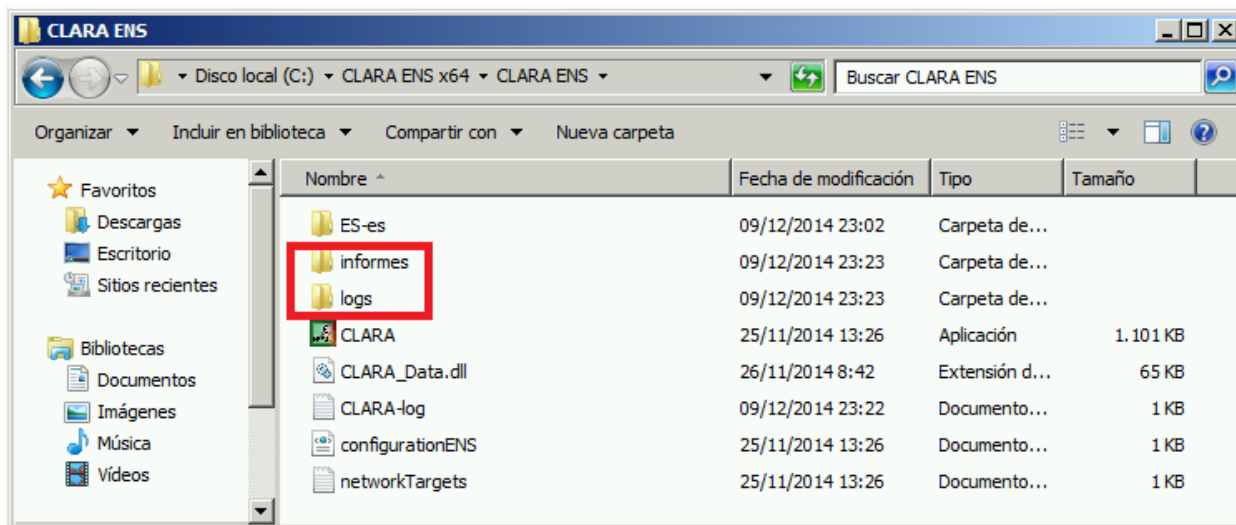 CLARA ENS
Disco local (C:) CLARA ENS x64 CLARA ENS
Buscar CLARA ENS
Organizar Incluir en biblioteca Compartir con Nueva carpeta
Favoritos
Descargas
Escritorio
Sitios recientes
Bibliotecas
Documentos
Imágenes
Música
Vídeos
Nombre Fecha de modificación Tipo Tamaño
ES-es 09/12/2014 23:02 Carpeta de...
informes 09/12/2014 23:23 Carpeta de...
logs 09/12/2014 23:23 Carpeta de...
CLARA 25/11/2014 13:26 Aplicación 1.101 KB
CLARA_Data.dll 26/11/2014 8:42 Extensión d... 65 KB
CLARA-log 09/12/2014 23:22 Documento... 1 KB
configurationENS 25/11/2014 13:26 Documento... 1 KB
networkTargets 25/11/2014 13:26 Documento... 1 KB